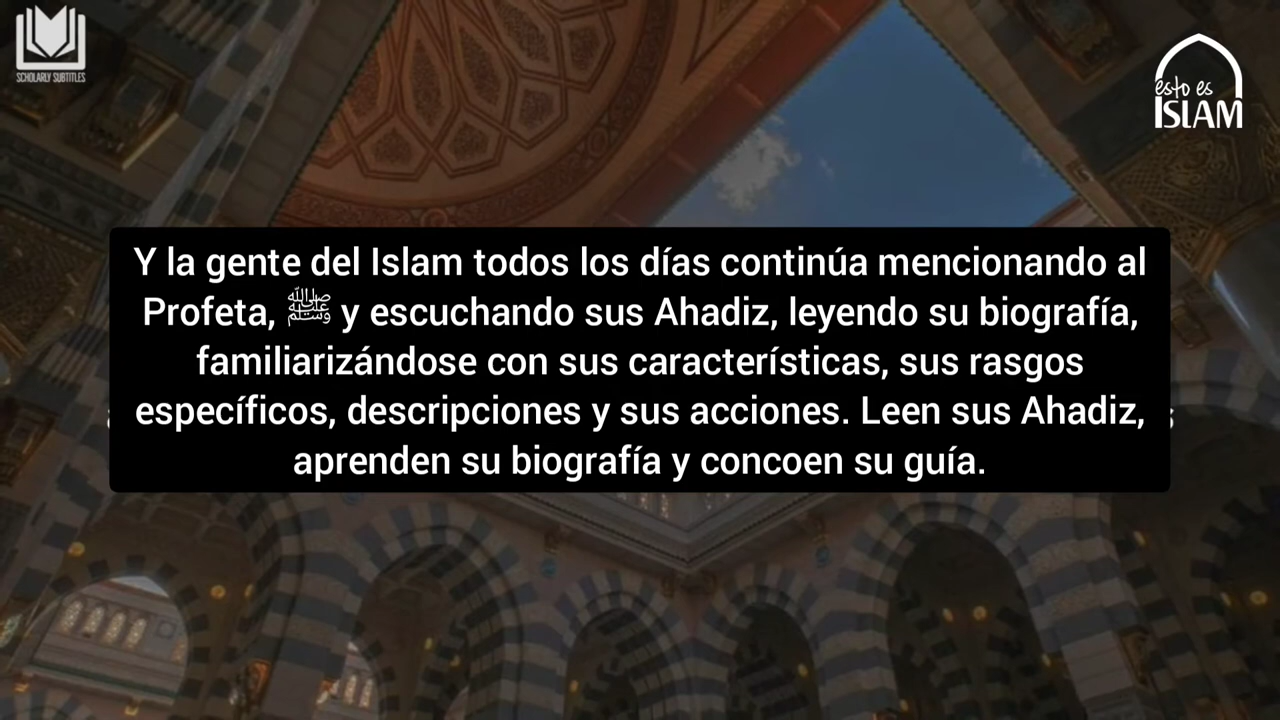 SCHOLARLY SUBTITLES
esto es
ISLAM
Y la gente del Islam todos los días continúa mencionando al
Profeta, ﷺ y escuchando sus Ahadiz, leyendo su biografía,
familiarizándose con sus características, sus rasgos
específicos, descripciones y sus acciones. Leen sus Ahadiz,
aprenden su biografía y concoen su guía.